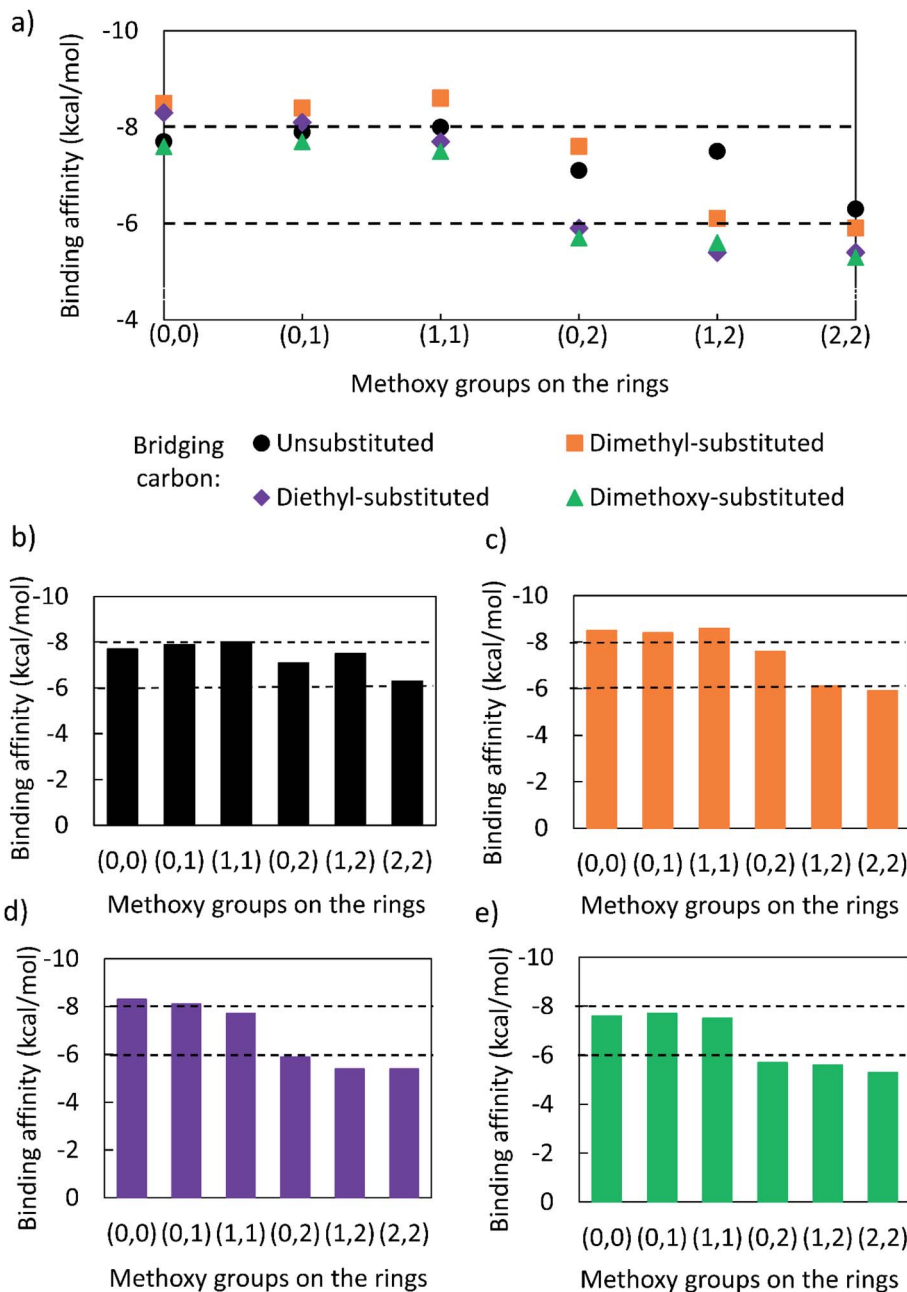 a)
-10
-8
-6
-4
Binding affinity (kcal/mol)
(0,0) (0,1) (1,1) (0,2) (1,2) (2,2)
Methoxy groups on the rings
Bridging carbon:
Unsubstituted
Dimethyl-substituted
Diethyl-substituted
Dimethoxy-substituted
b)
-10
-8
-6
-4
-2
0
Binding affinity (kcal/mol)
(0,0) (0,1) (1,1) (0,2) (1,2) (2,2)
Methoxy groups on the rings
c)
-10
-8
-6
-4
-2
0
Binding affinity (kcal/mol)
(0,0) (0,1) (1,1) (0,2) (1,2) (2,2)
Methoxy groups on the rings
d)
-10
-8
-6
-4
-2
0
Binding affinity (kcal/mol)
(0,0) (0,1) (1,1) (0,2) (1,2) (2,2)
Methoxy groups on the rings
e)
-10
-8
-6
-4
-2
0
Binding affinity (kcal/mol)
(0,0) (0,1) (1,1) (0,2) (1,2) (2,2)
Methoxy groups on the rings